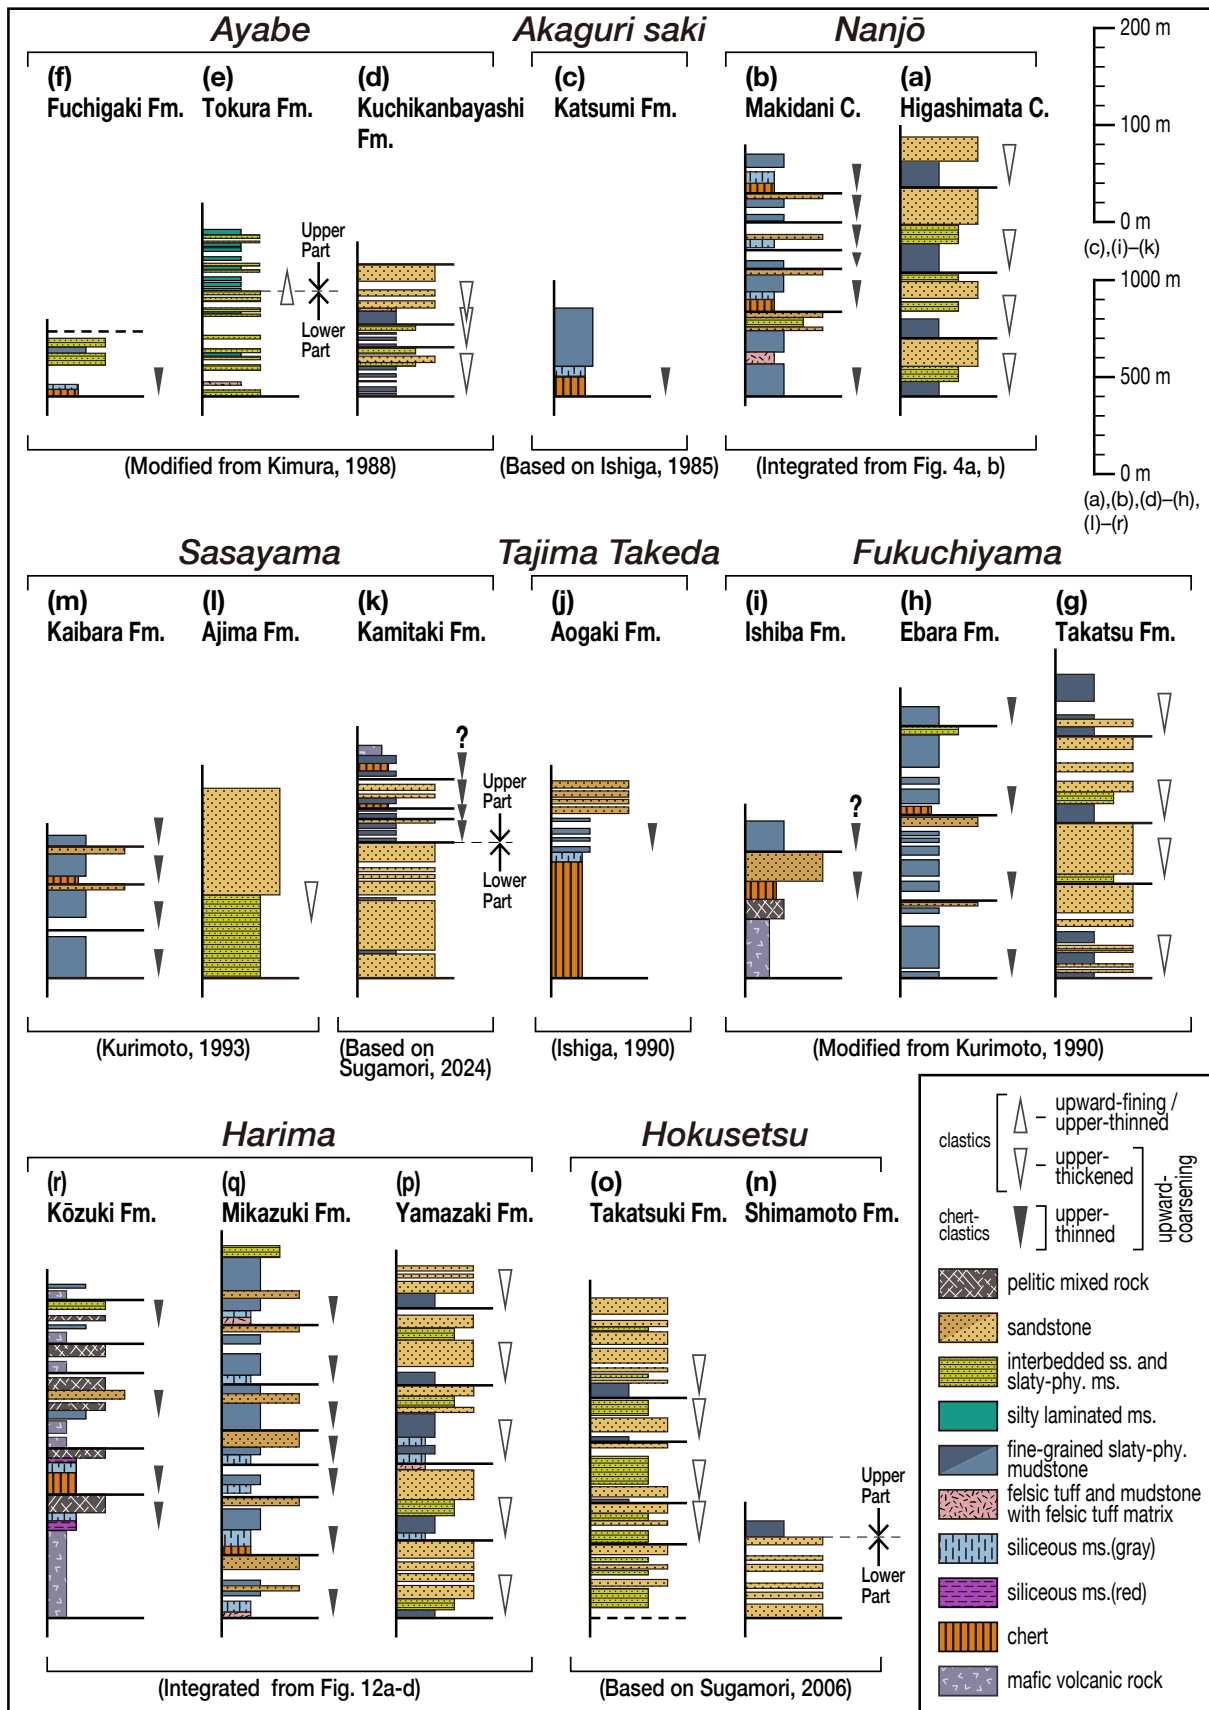 Ayabe
Akaguri saki
Nanjō
(f)
Fuchigaki Fm.
(e)
Tokura Fm.
(d)
Kuchikanbayashi
Fm.
(c)
Katsumi Fm.
(b)
Makidani C.
(a)
Higashimata C.
200 m
100 m
0 m
(c),(i)–(k)
1000 m
500 m
0 m
(a),(b),(d)–(h),
(l)–(r)
Upper
Part
Lower
Part
(Modified from Kimura, 1988)
(Based on Ishiga, 1985)
(Integrated from Fig. 4a, b)
Sasayama
Tajima Takeda
Fukuchiyama
(m)
Kaibara Fm.
(l)
Ajima Fm.
(k)
Kamitaki Fm.
(j)
Aogaki Fm.
(i)
Ishiba Fm.
(h)
Ebara Fm.
(g)
Takatsu Fm.
?
Upper
Part
Lower
Part
?
(Kurimoto, 1993)
(Based on
Sugamori, 2024)
(Ishiga, 1990)
(Modified from Kurimoto, 1990)
Harima
Hokusetsu
(r)
Kōzuki Fm.
(q)
Mikazuki Fm.
(p)
Yamazaki Fm.
(o)
Takatsuki Fm.
(n)
Shimamoto Fm.
Upper
Part
Lower
Part
(Integrated from Fig. 12a-d)
(Based on Sugamori, 2006)
clastics
upward-fining /
upper-thinned
upper-
thickened
chert-
clastics
upper-
thinned
upward-
coarsening
pelitic mixed rock
sandstone
interbedded ss. and
slaty-phy. ms.
silty laminated ms.
fine-grained slaty-phy.
mudstone
felsic tuff and mudstone
with felsic tuff matrix
siliceous ms.(gray)
siliceous ms.(red)
chert
mafic volcanic rock